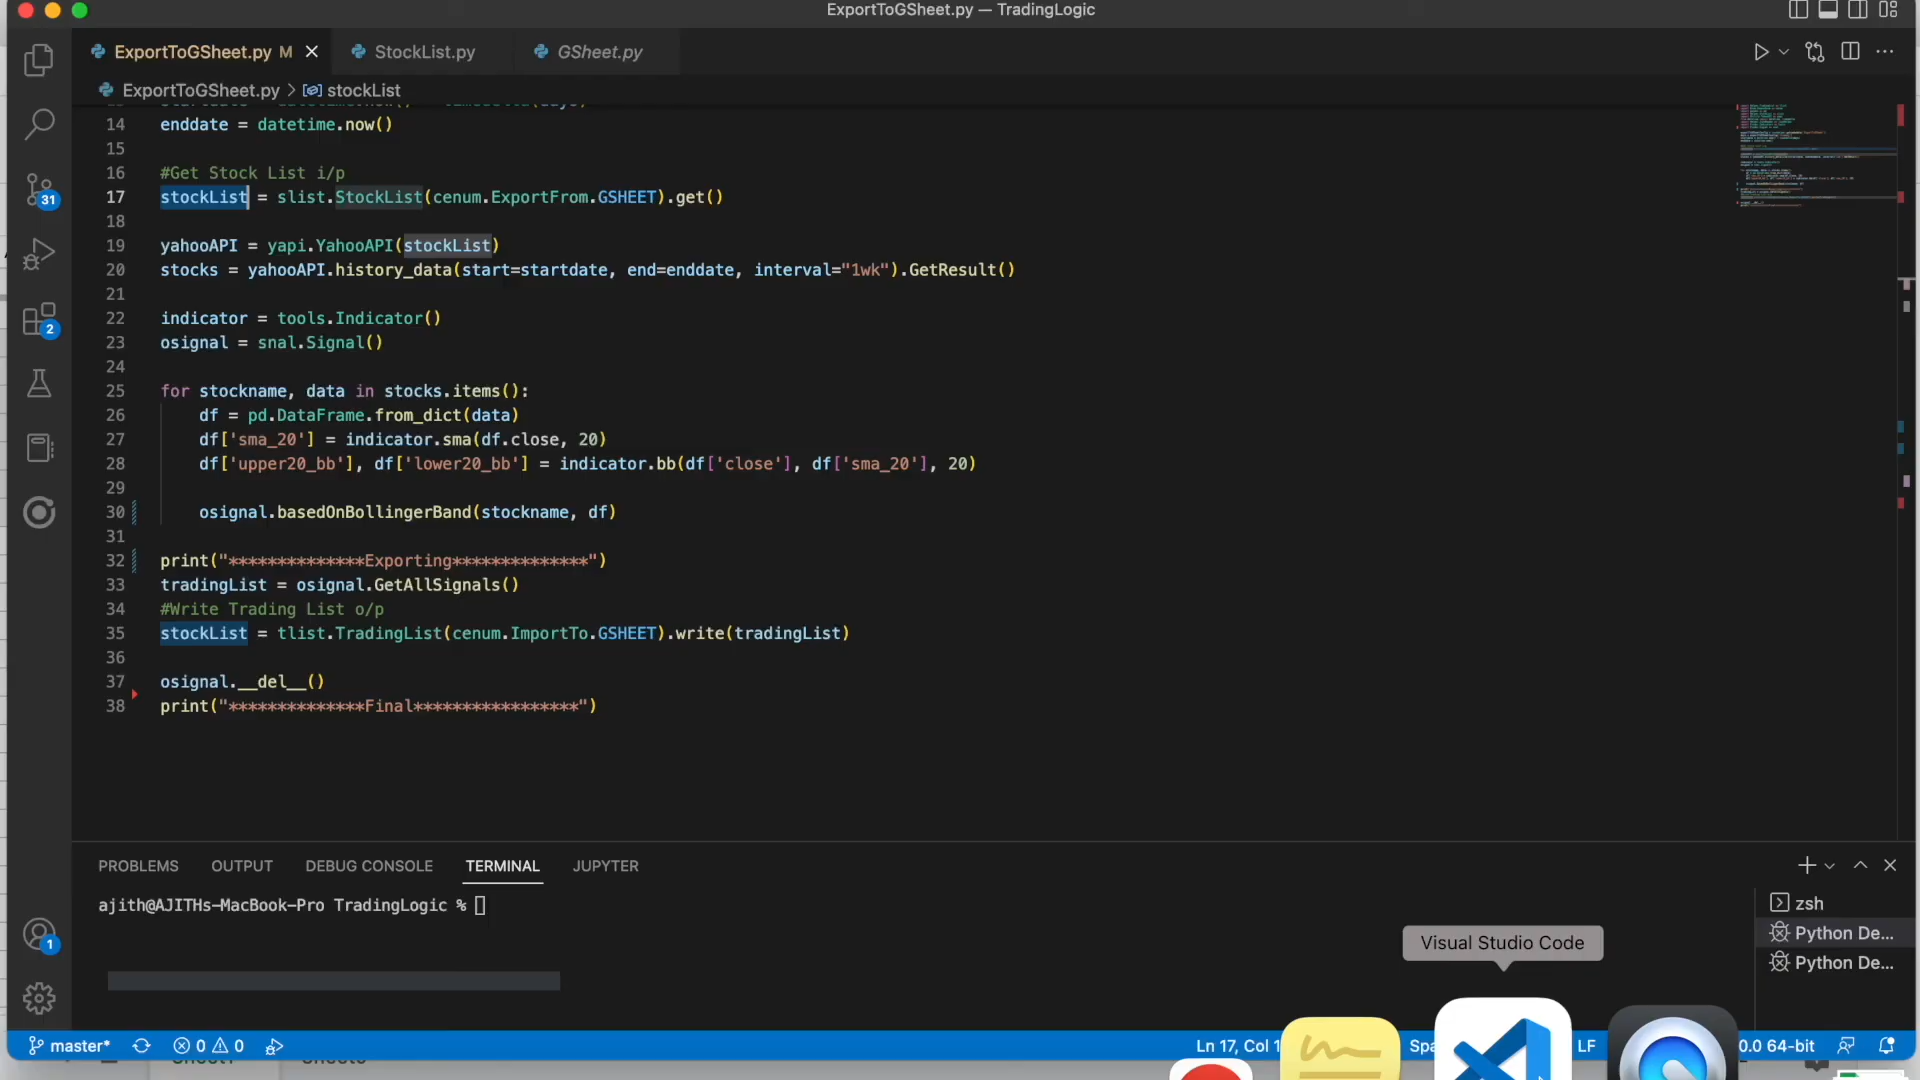 ExportToGSheet.py — TradingLogic
ExportToGSheet.py M
StockList.py
GSheet.py
ExportToGSheet.py > stockList
14 enddate = datetime.now()
15
16 #Get Stock List i/p
17 stockList = slist.StockList(cenum.ExportFrom.GSHEET).get()
18
19 yahooAPI = yapi.YahooAPI(stockList)
20 stocks = yahooAPI.history_data(start=startdate, end=enddate, interval="1wk").GetResult()
21
22 indicator = tools.Indicator()
23 osignal = snal.Signal()
24
25 for stockname, data in stocks.items():
26 df = pd.DataFrame.from_dict(data)
27 df['sma_20'] = indicator.sma(df.close, 20)
28 df['upper20_bb'], df['lower20_bb'] = indicator.bb(df['close'], df['sma_20'], 20)
29
30 osignal.basedOnBollingerBand(stockname, df)
31
32 print("**************Exporting**************")
33 tradingList = osignal.GetAllSignals()
34 #Write Trading List o/p
35 stockList = tlist.TradingList(cenum.ImportTo.GSHEET).write(tradingList)
36
37 osignal.__del__()
38 print("**************Final*****************")
31
2
1
PROBLEMS OUTPUT DEBUG CONSOLE TERMINAL JUPYTER
ajith@AJITHs-MacBook-Pro TradingLogic %
zsh
Python De...
Python De...
Visual Studio Code
master* 0 0 Ln 17, Col 1 LF 0.0 64-bit